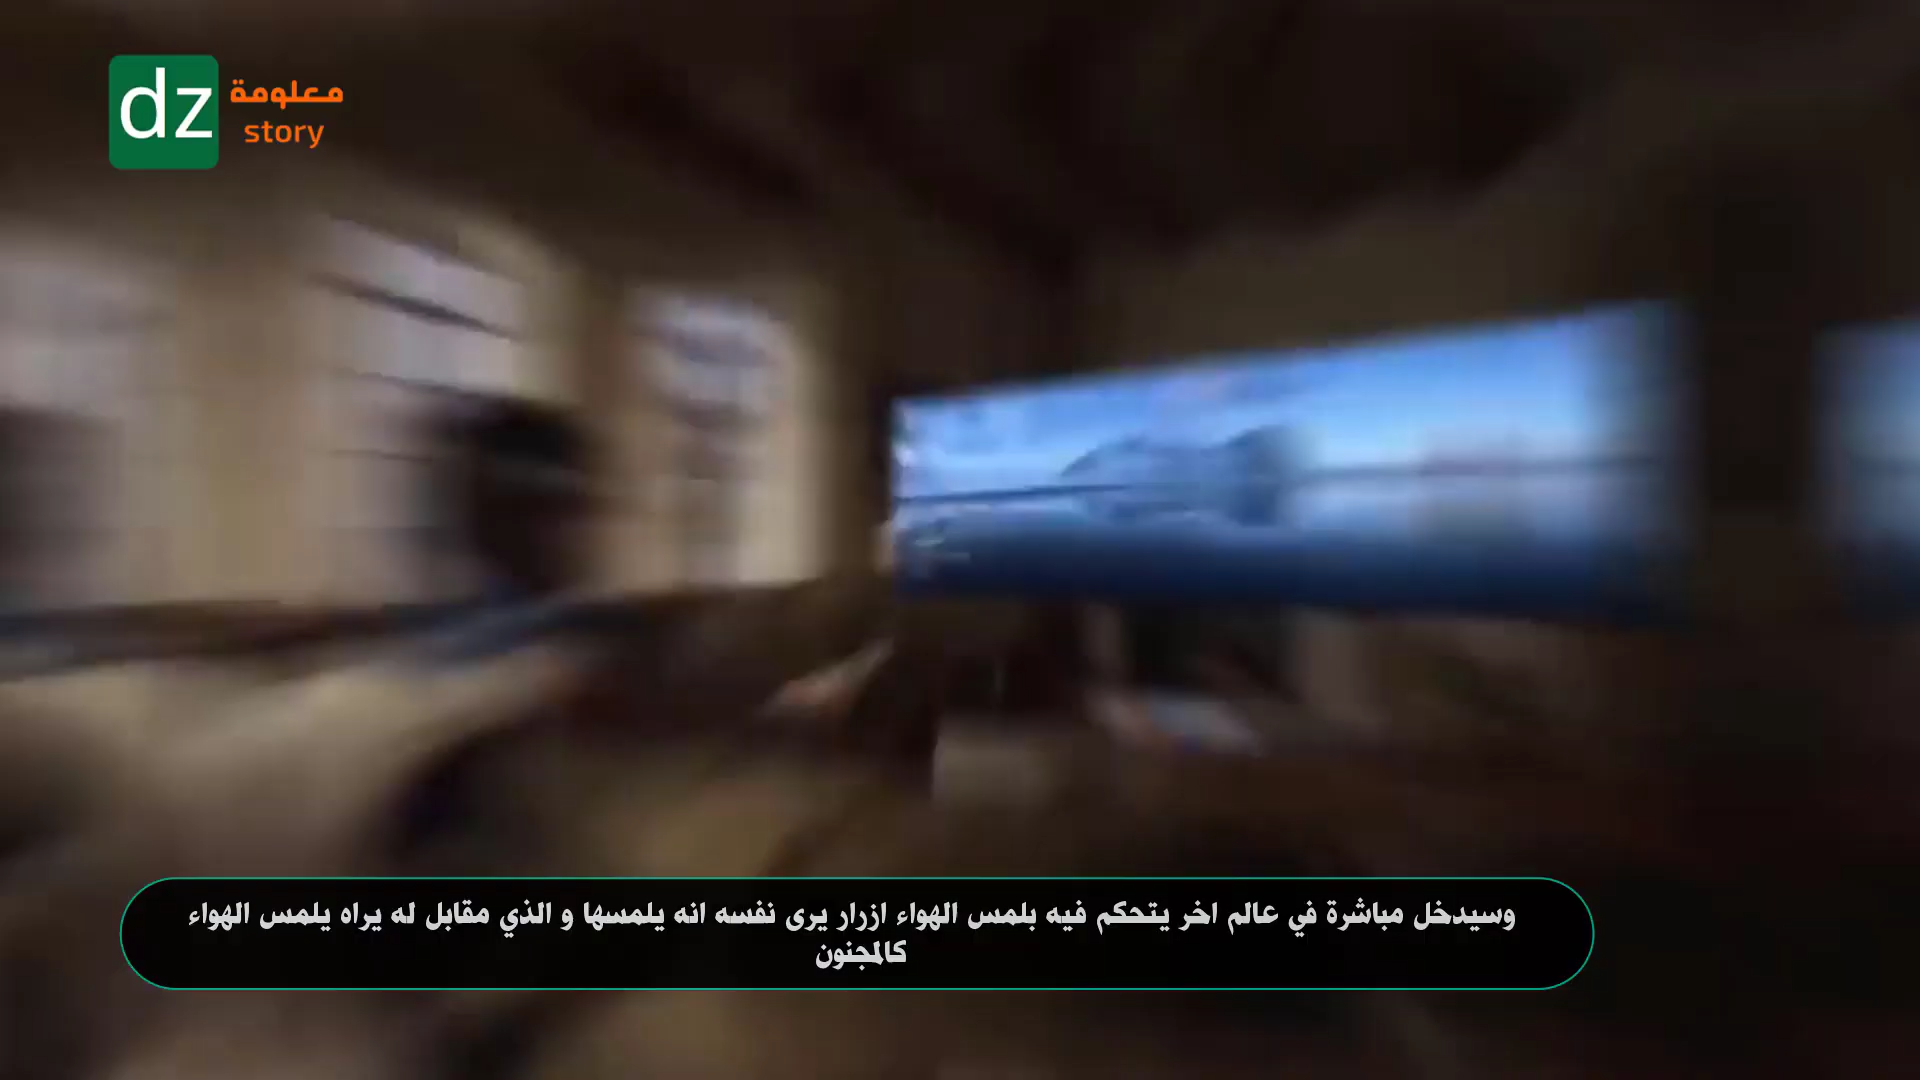 dz
معلومة
story
وسيدخل مباشرة في عالم اخر يتحكم فيه بلمس الهواء ازرار يرى نفسه انه يلمسها و الذي مقابل له يراه يلمس الهواء
كالمجنون